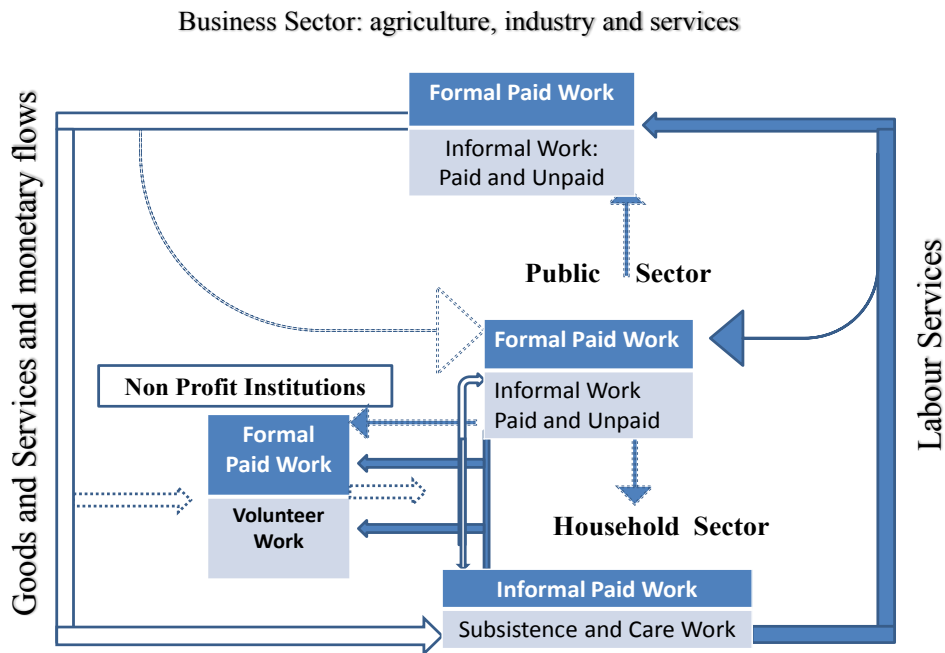 Business Sector: agriculture, industry and services
Goods and Services and monetary flows
Formal Paid Work
Informal Work:
Paid and Unpaid
Public Sector
Labour Services
Formal Paid Work
Informal Work
Paid and Unpaid
Non Profit Institutions
Formal
Paid Work
Volunteer
Work
Household Sector
Informal Paid Work
Subsistence and Care Work